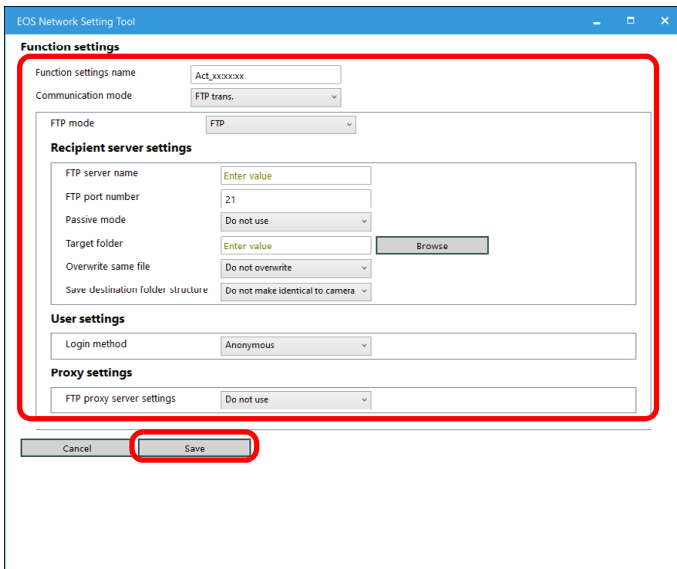 EOS Network Setting Tool
Function settings
Function settings name Act_xx:xx:xx
Communication mode FTP trans.
FTP mode FTP
Recipient server settings
FTP server name Enter value
FTP port number 21
Passive mode Do not use
Target folder Enter value Browse
Overwrite same file Do not overwrite
Save destination folder structure Do not make identical to camera
User settings
Login method Anonymous
Proxy settings
FTP proxy server settings Do not use
Cancel Save